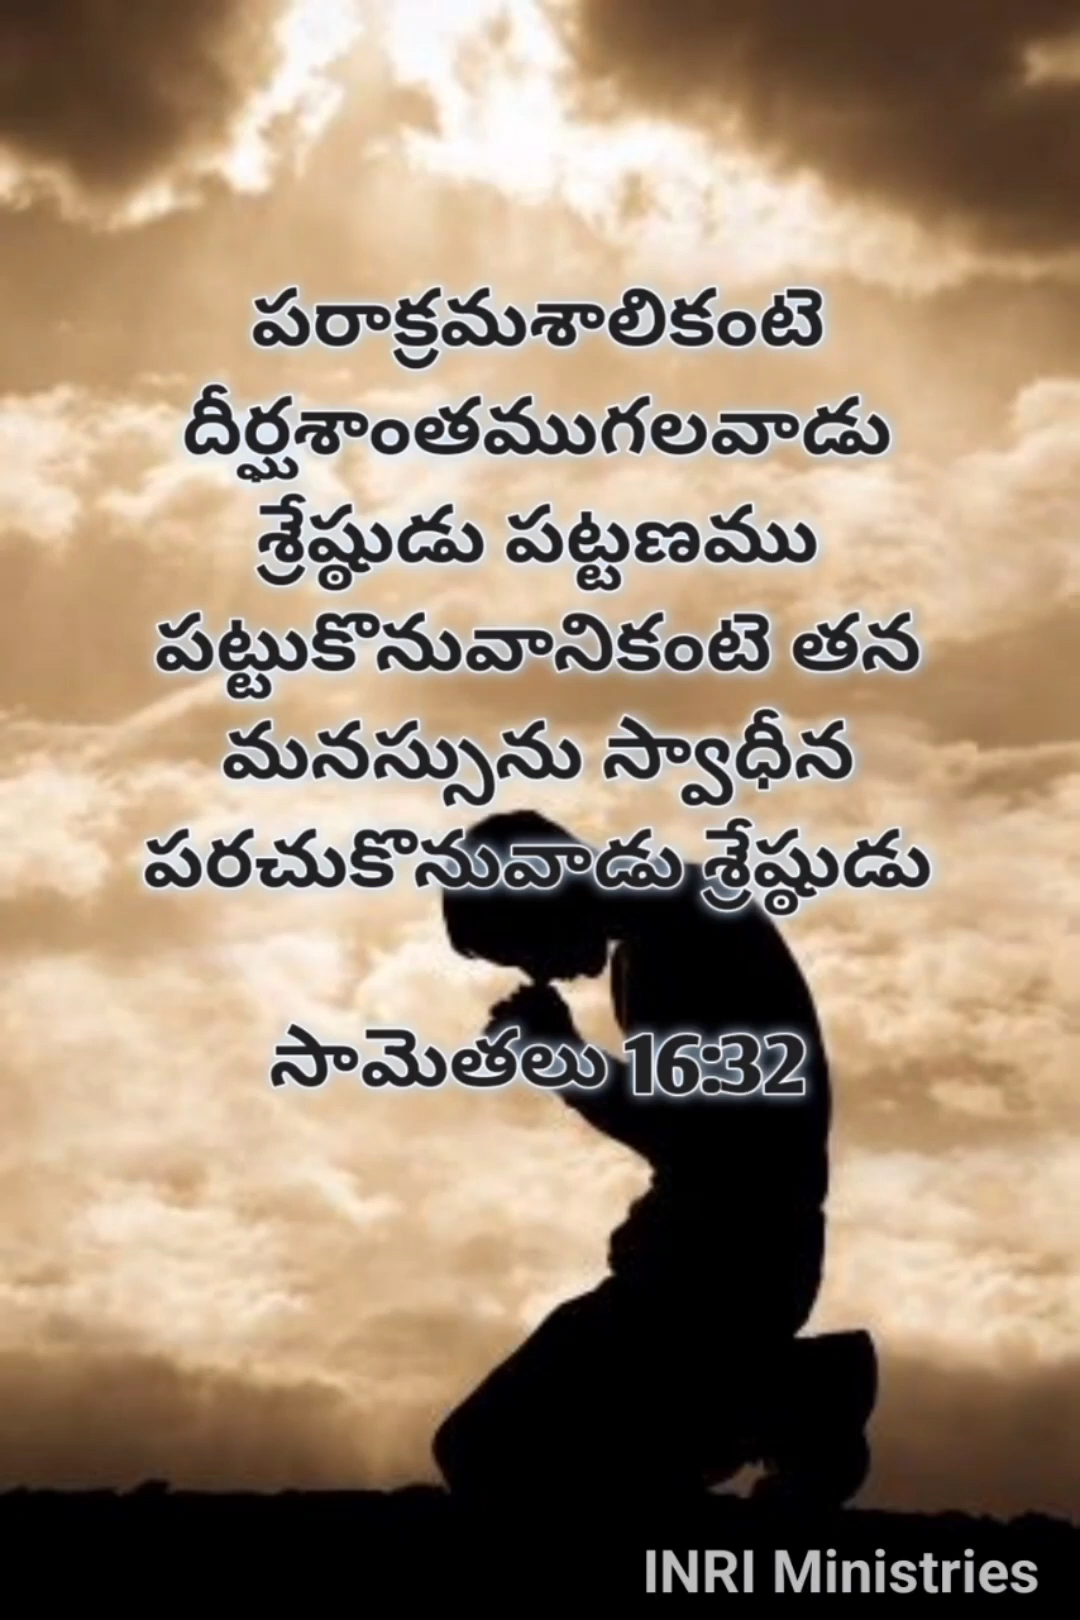 పరాక్రమశాలికంటె
దీర్ఘశాంతముగలవాడు
శ్రేష్ఠుడు పట్టణము
పట్టుకొనువానికంటె తన
మనస్సును స్వాధీన
పరచుకొనువాడు శ్రేష్ఠుడు
సామెతలు 16:32
INRI Ministries